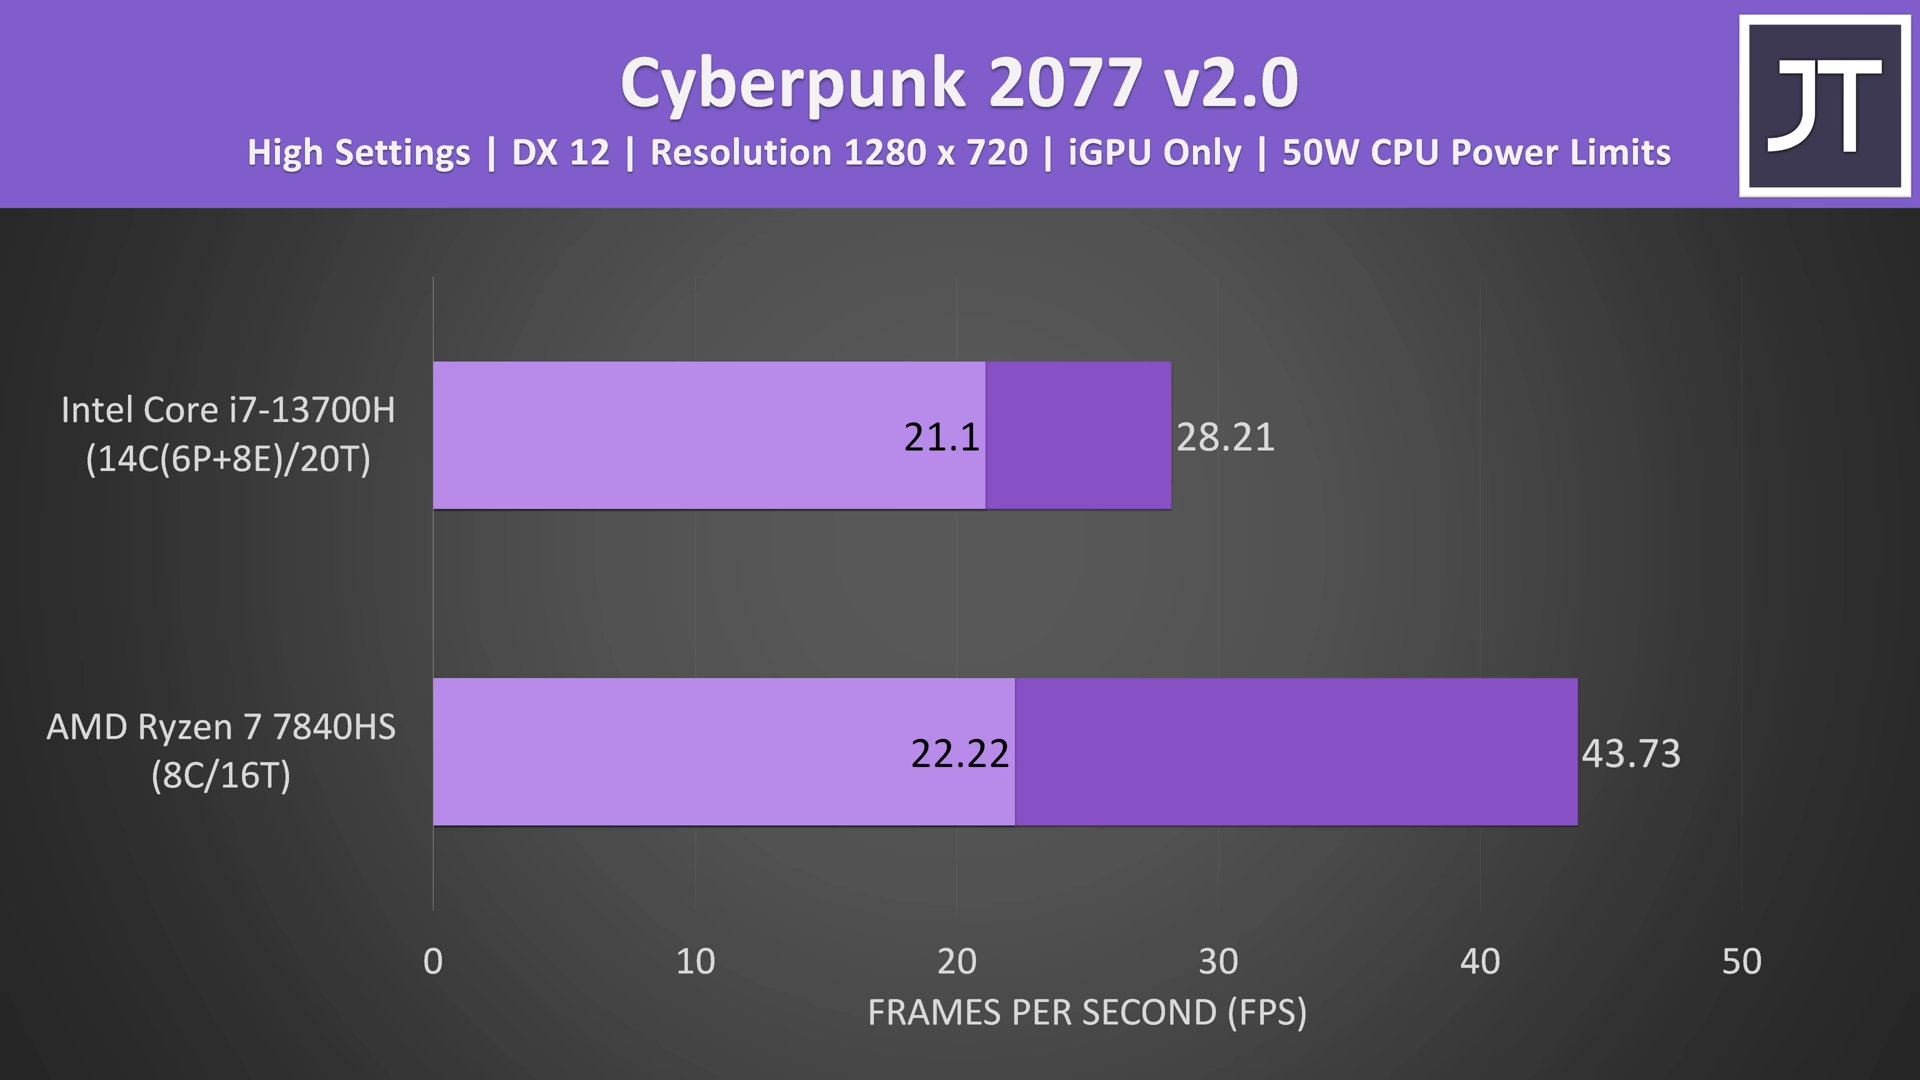 Cyberpunk 2077 v2.0
High Settings | DX 12 | Resolution 1280 x 720 | iGPU Only | 50W CPU Power Limits
JT
Intel Core i7-13700H
(14C(6P+8E)/20T)
21.1
28.21
AMD Ryzen 7 7840HS
(8C/16T)
22.22
43.73
0 10 20 30 40 50
FRAMES PER SECOND (FPS)